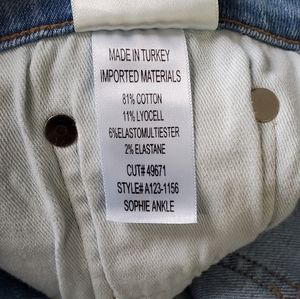 MADE IN TURKEY
IMPORTED MATERIALS
81% COTTON
11% LYOCELL
6%ELASTOMULTIESTER
2% ELASTANE
CUT# 49671
STYLE# A123-1156
SOPHIE ANKLE